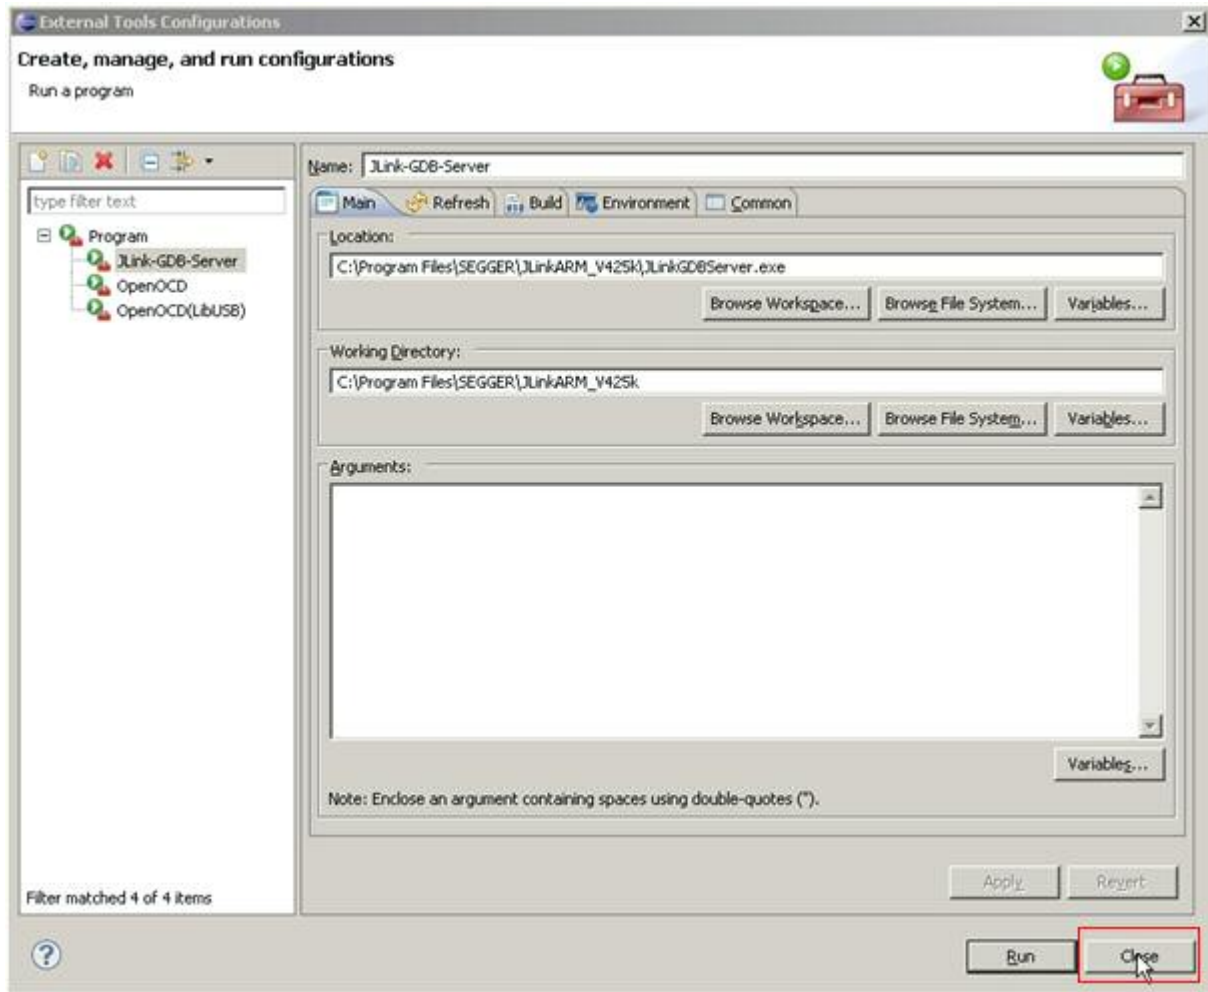 External Tools Configurations
Create, manage, and run configurations
Run a program
type filter text
Program
JLink-GDB-Server
OpenOCD
OpenOCD(LibUSB)
Filter matched 4 of 4 items
Name: JLink-GDB-Server
Main Refresh Build Environment Common
Location:
C:\Program Files\SEGGER\JLinkARM_V425k\JLinkGDBServer.exe
Browse Workspace... Browse File System... Variables...
Working Directory:
C:\Program Files\SEGGER\JLinkARM_V425k
Browse Workspace... Browse File System... Variables...
Arguments:
Variables...
Note: Enclose an argument containing spaces using double-quotes (").
Apply Revert
Run Close